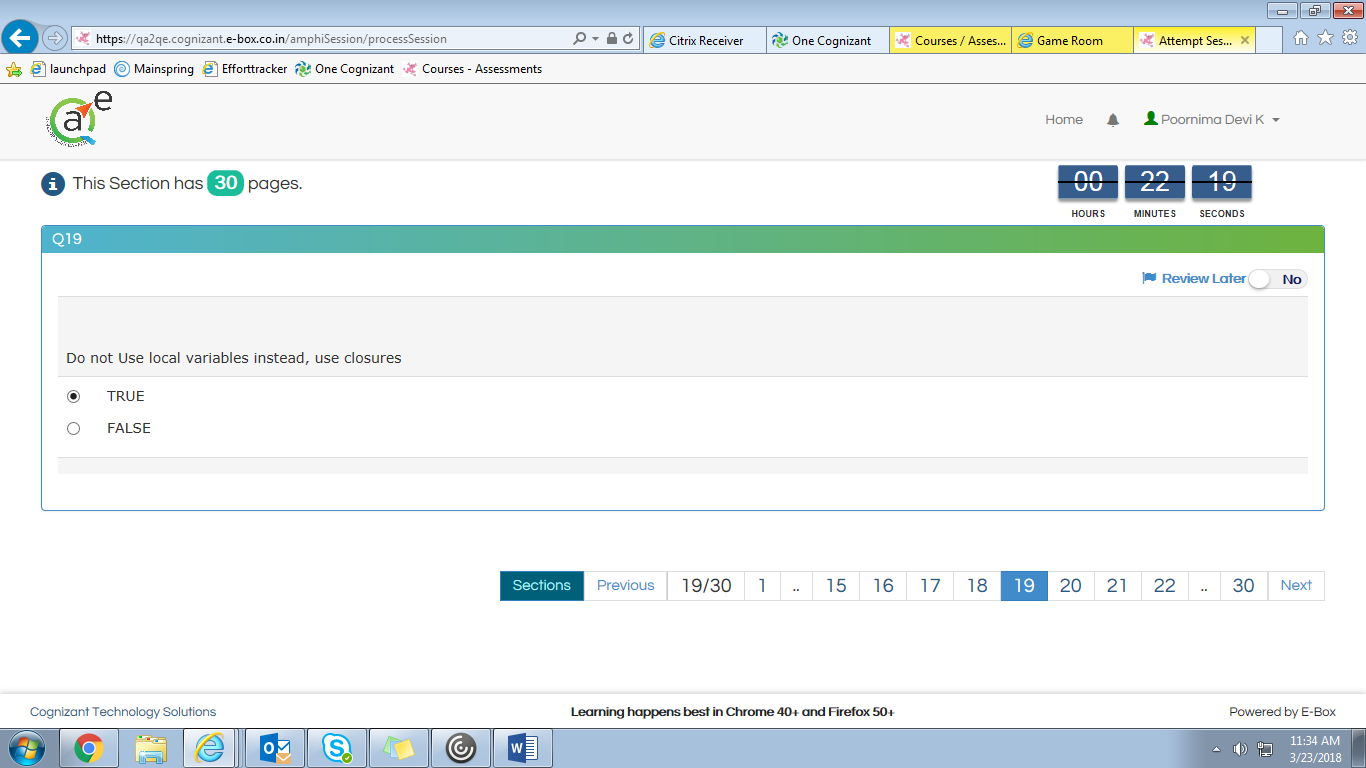 https://qa2qe.cognizant.e-box.co.in/amphiSession/processSession
Citrix Receiver
One Cognizant
Courses / Asses...
Game Room
Attempt Ses...
launchpad
Mainspring
Efforttracker
One Cognizant
Courses - Assessments
a e
Home
Poornima Devi K
This Section has 30 pages.
00 22 19
HOURS MINUTES SECONDS
Q19
Review Later No
Do not Use local variables instead, use closures
TRUE
FALSE
Sections Previous 19/30 1 .. 15 16 17 18 19 20 21 22 .. 30 Next
Cognizant Technology Solutions
Learning happens best in Chrome 40+ and Firefox 50+
Powered by E-Box
11:34 AM
3/23/2018